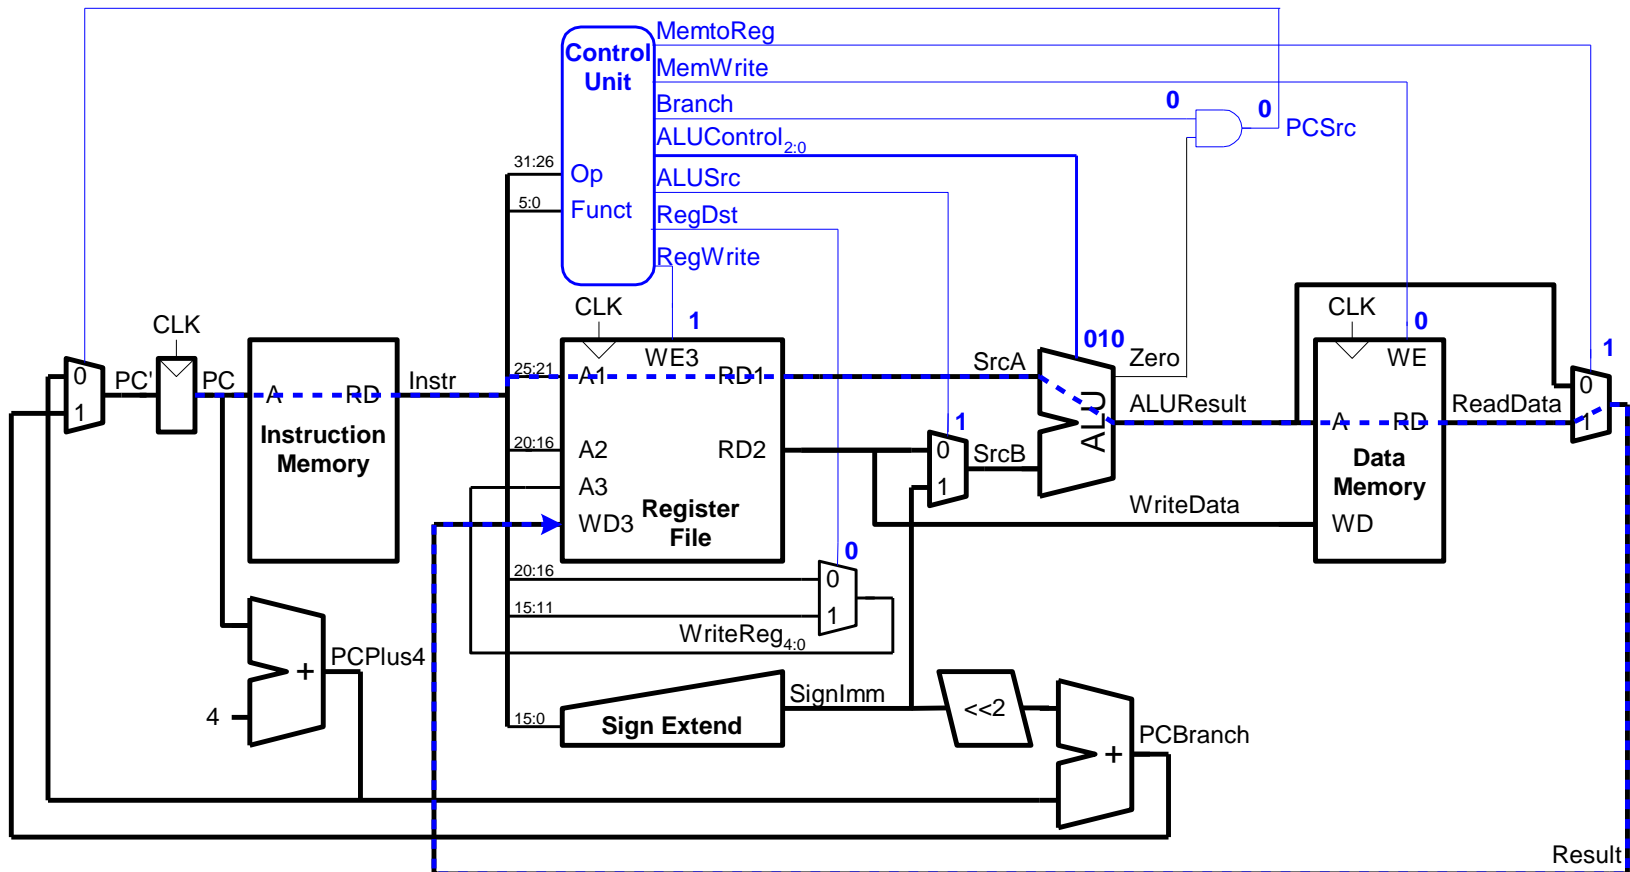 MemtoReg
Control
Unit
MemWrite
Branch
0
0
PCSrc
ALUControl2:0
31:26
Op
ALUSrc
5:0
Funct
RegDst
RegWrite
CLK
CLK
CLK
1
010
0
1
WE3
Zero
WE
0
PC'
PC
A
RD
Instr
25:21
A1
RD1
SrcA
ALU
0
1
ALUResult
A
RD
ReadData
1
Instruction
Memory
20:16
A2
RD2
1
0
SrcB
1
Data
Memory
A3
WD3
Register
File
WriteData
WD
0
20:16
0
15:11
1
WriteReg4:0
PCPlus4
+
4
15:0
Sign Extend
SignImm
<<2
+
PCBranch
Result